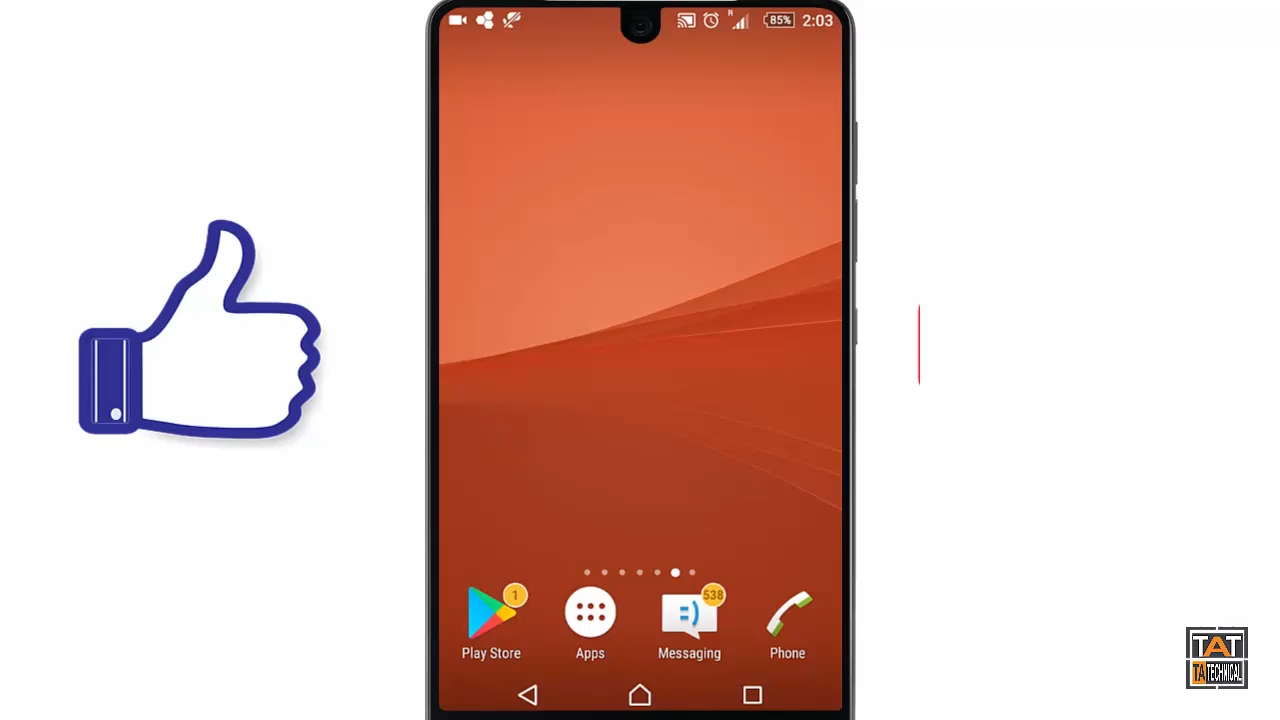 R
85% 2:03
1
538
Play Store Apps Messaging Phone
TAT
TA TECHNICAL